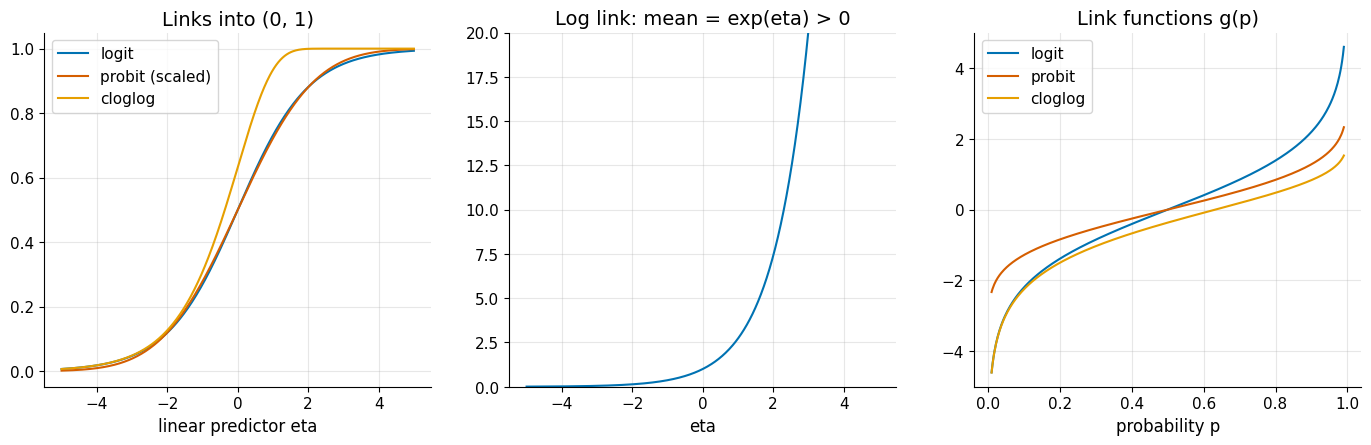 Links into (0, 1)
logit
probit (scaled)
cloglog
1.0
0.8
0.6
0.4
0.2
0.0
−4 −2 0 2 4
linear predictor eta
Log link: mean = exp(eta) > 0
20.0
17.5
15.0
12.5
10.0
7.5
5.0
2.5
0.0
−4 −2 0 2 4
eta
Link functions g(p)
logit
probit
cloglog
4
2
0
−2
−4
0.0 0.2 0.4 0.6 0.8 1.0
probability p